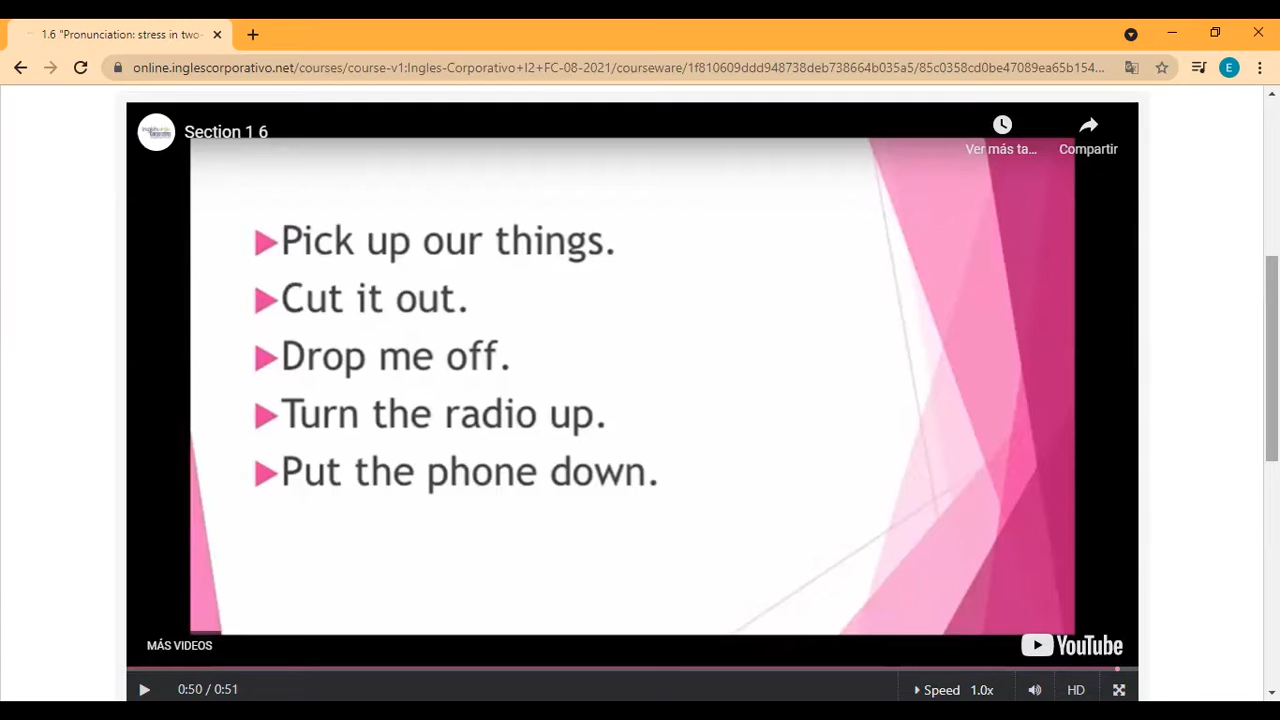 1.6 "Pronunciation: stress in two-
online.inglescorporativo.net/courses/course-v1:Ingles-Corporativo+I2+FC-08-2021/courseware/1f810609ddd948738deb738664b035a5/85c0358cd0be47089ea65b154...
E
Section 1 6
Ver más ta...
Compartir
Pick up our things.
Cut it out.
Drop me off.
Turn the radio up.
Put the phone down.
MÁS VIDEOS
YouTube
0:50 / 0:51
Speed 1.0x
HD